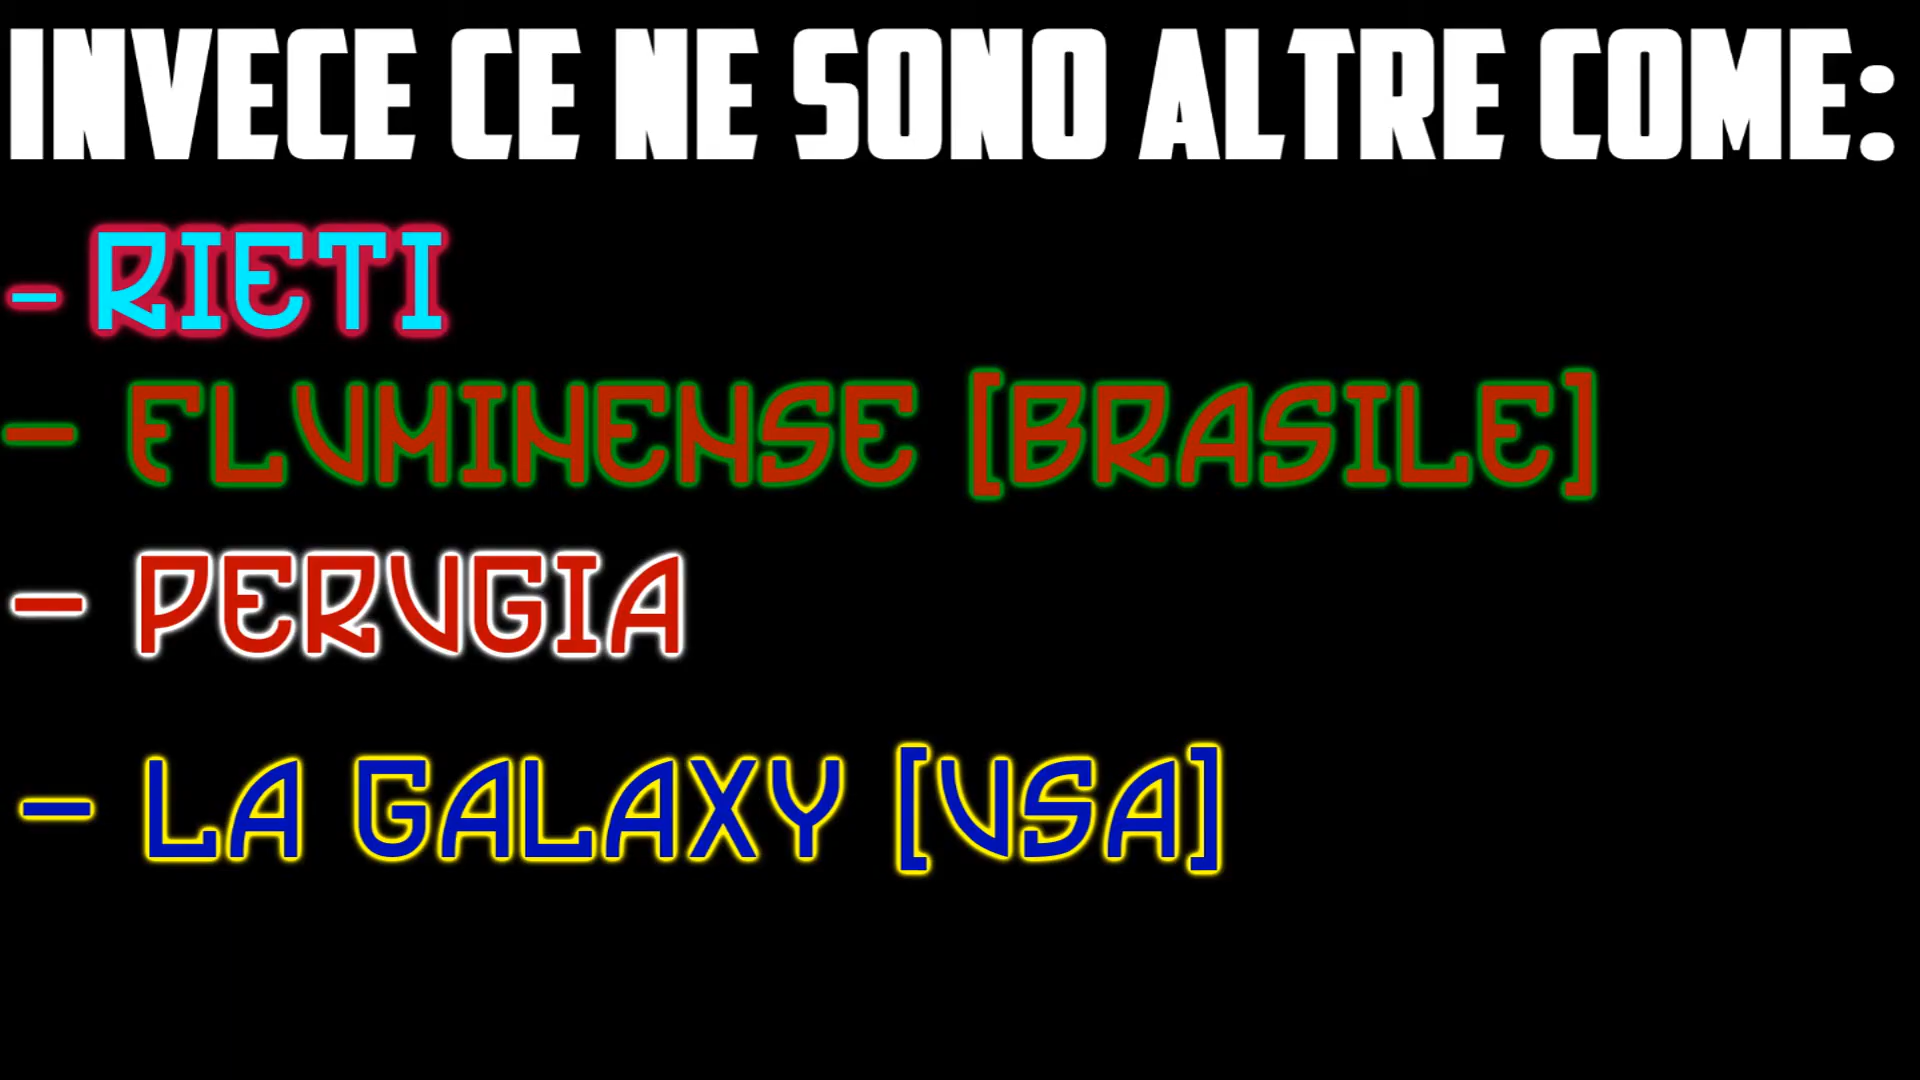 INVECE CE NE SONO ALTRE COME:
- RIETI
- FLUMINENSE [BRASILE]
- PERUGIA
- LA GALAXY [USA]